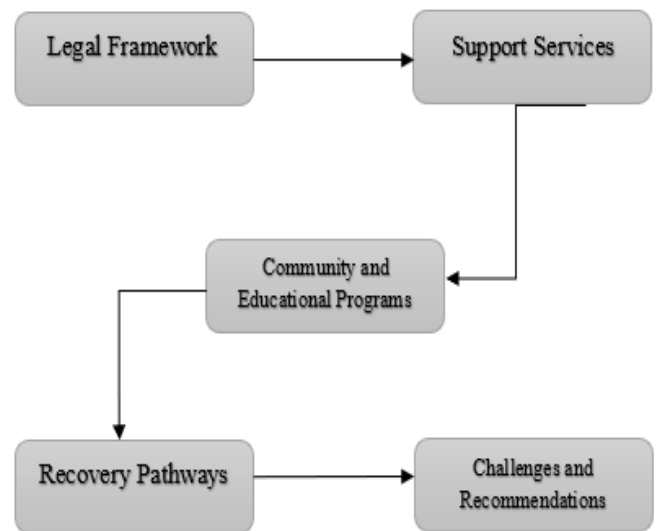 Legal Framework
Support Services
Community and
Educational Programs
Recovery Pathways
Challenges and
Recommendations